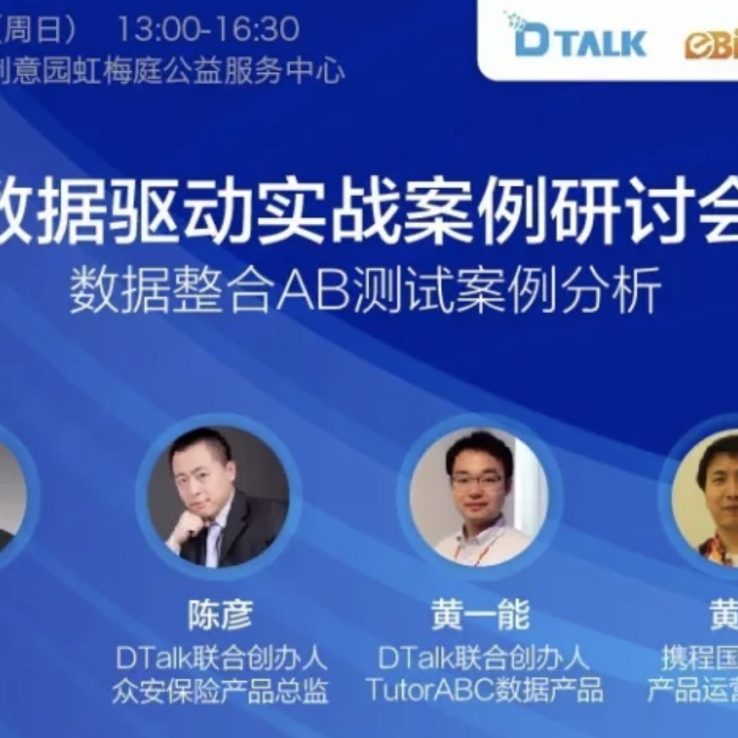 （周日） 13:00-16:30
创意园虹梅庭公益服务中心
DTALK
eBi
数据驱动实战案例研讨会
数据整合AB测试案例分析
陈彦
DTalk联合创办人
众安保险产品总监
黄一能
DTalk联合创办人
TutorABC数据产品
黄
携程国
产品运营